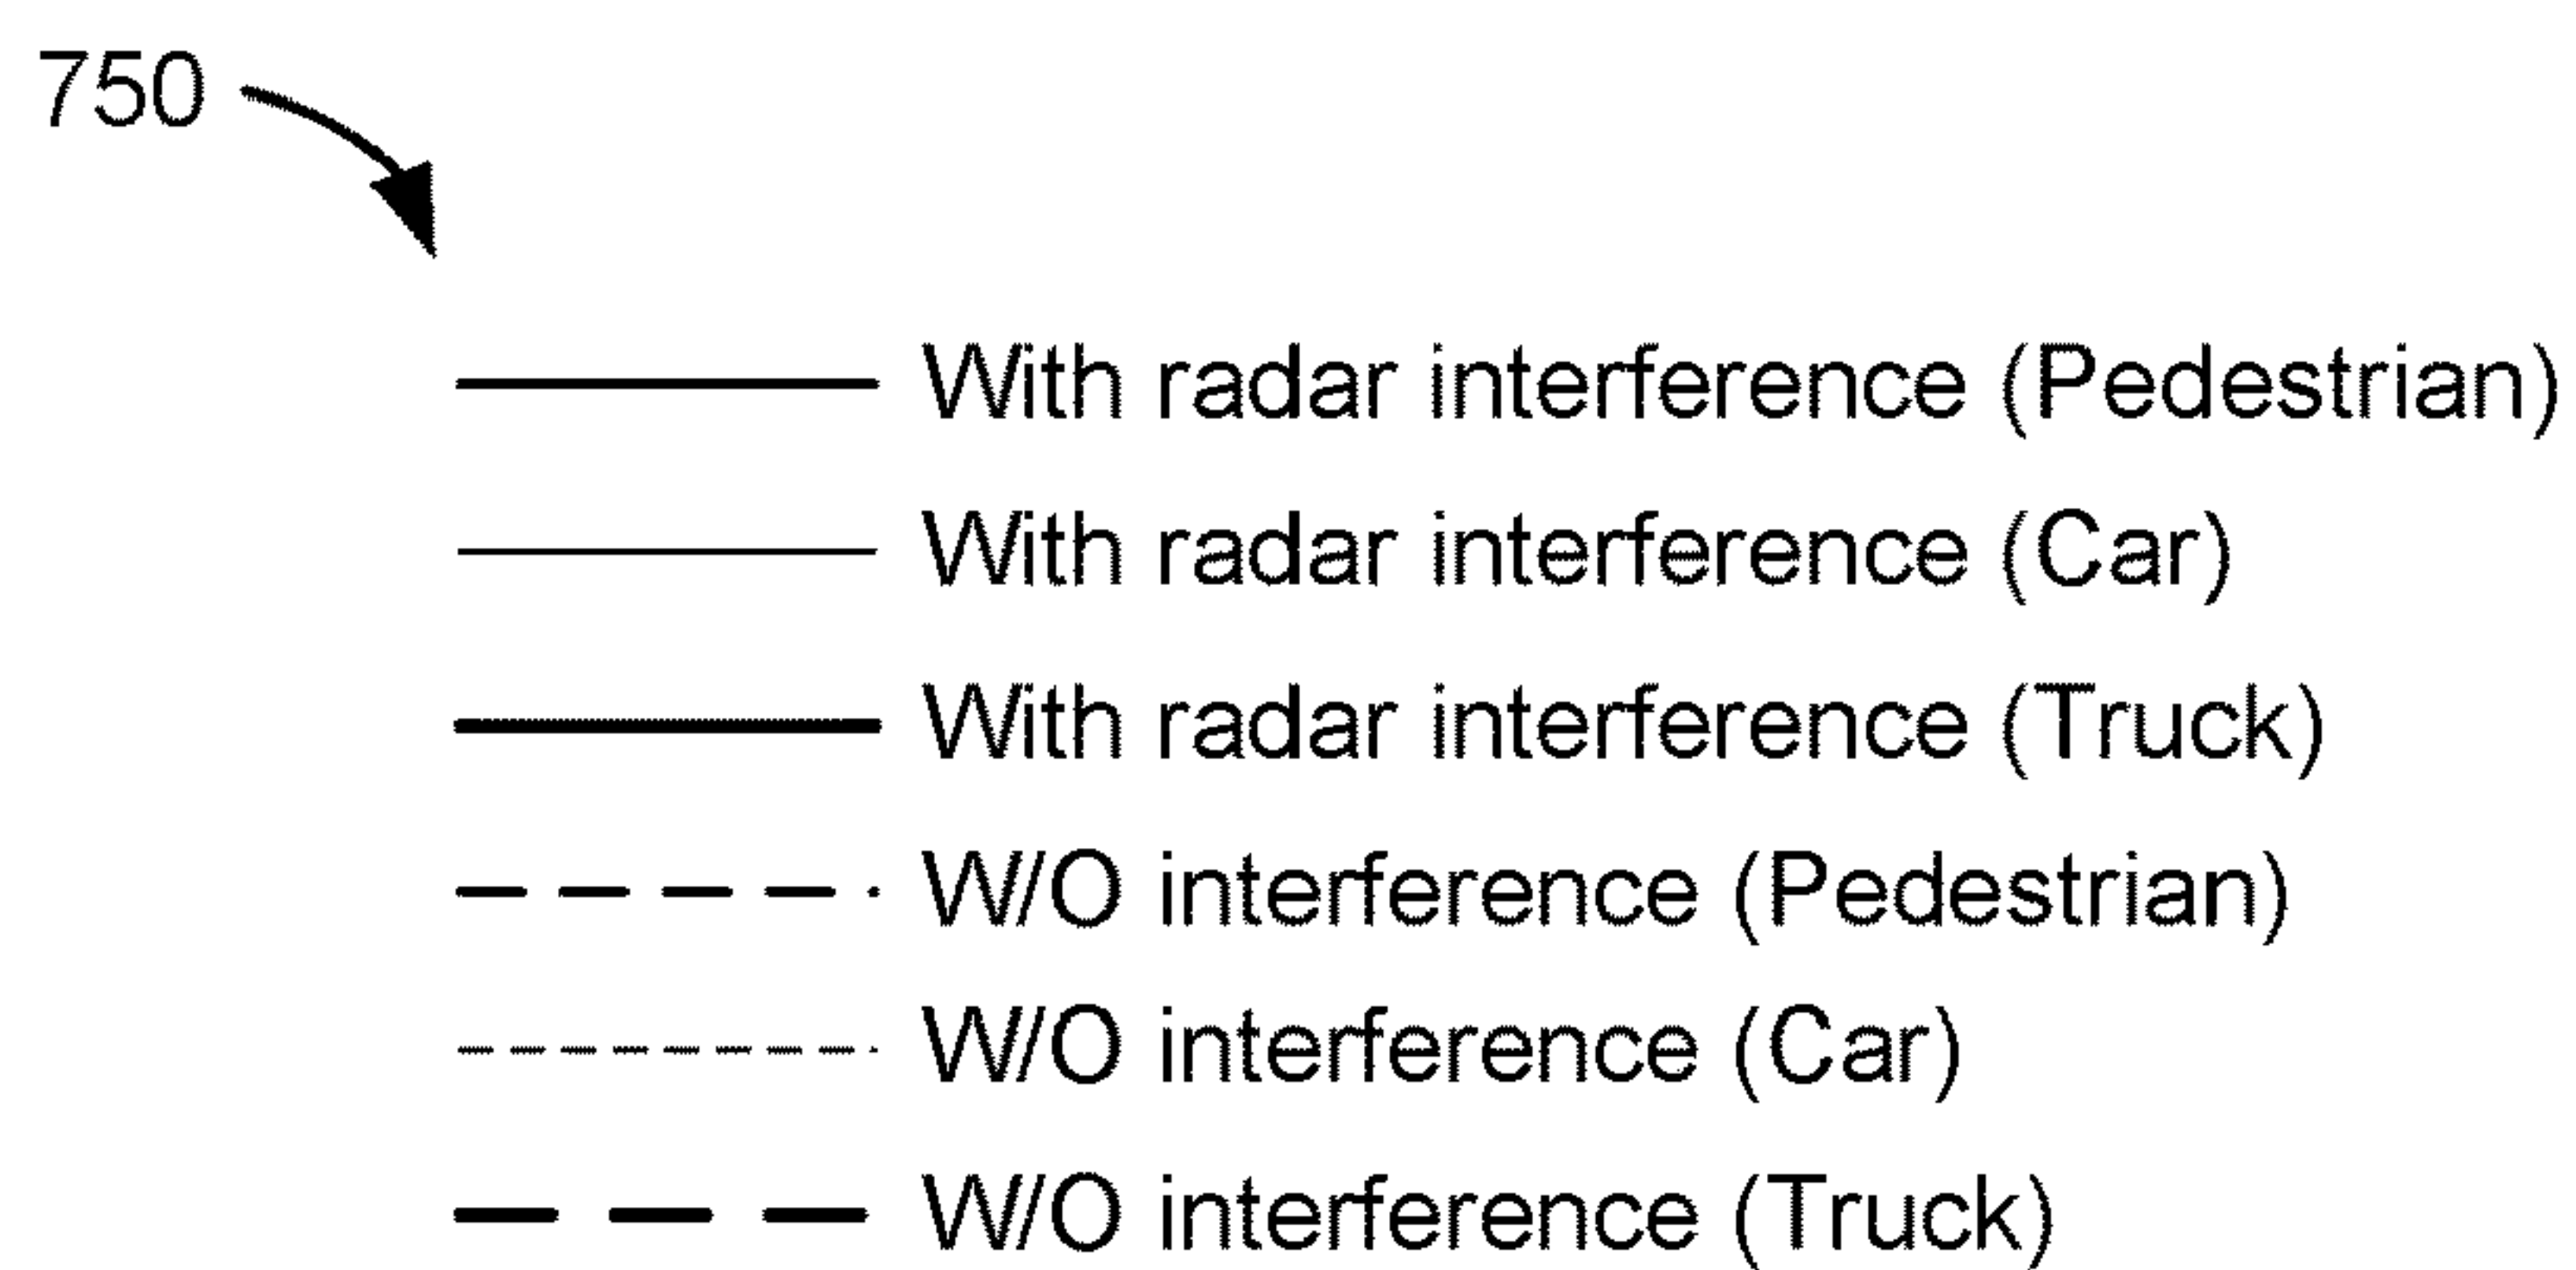 750
With radar interference (Pedestrian)
With radar interference (Car)
With radar interference (Truck)
W/O interference (Pedestrian)
W/O interference (Car)
W/O interference (Truck)